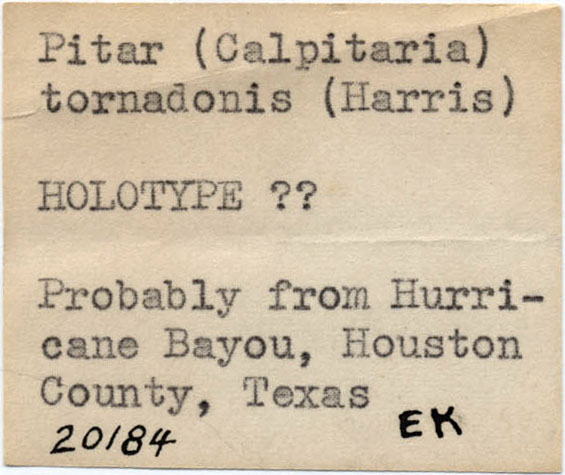 Pitar (Calpitaria)
tornadonis (Harris)
HOLOTYPE ??
Probably from Hurri-
cane Bayou, Houston
County, Texas
20184 EK